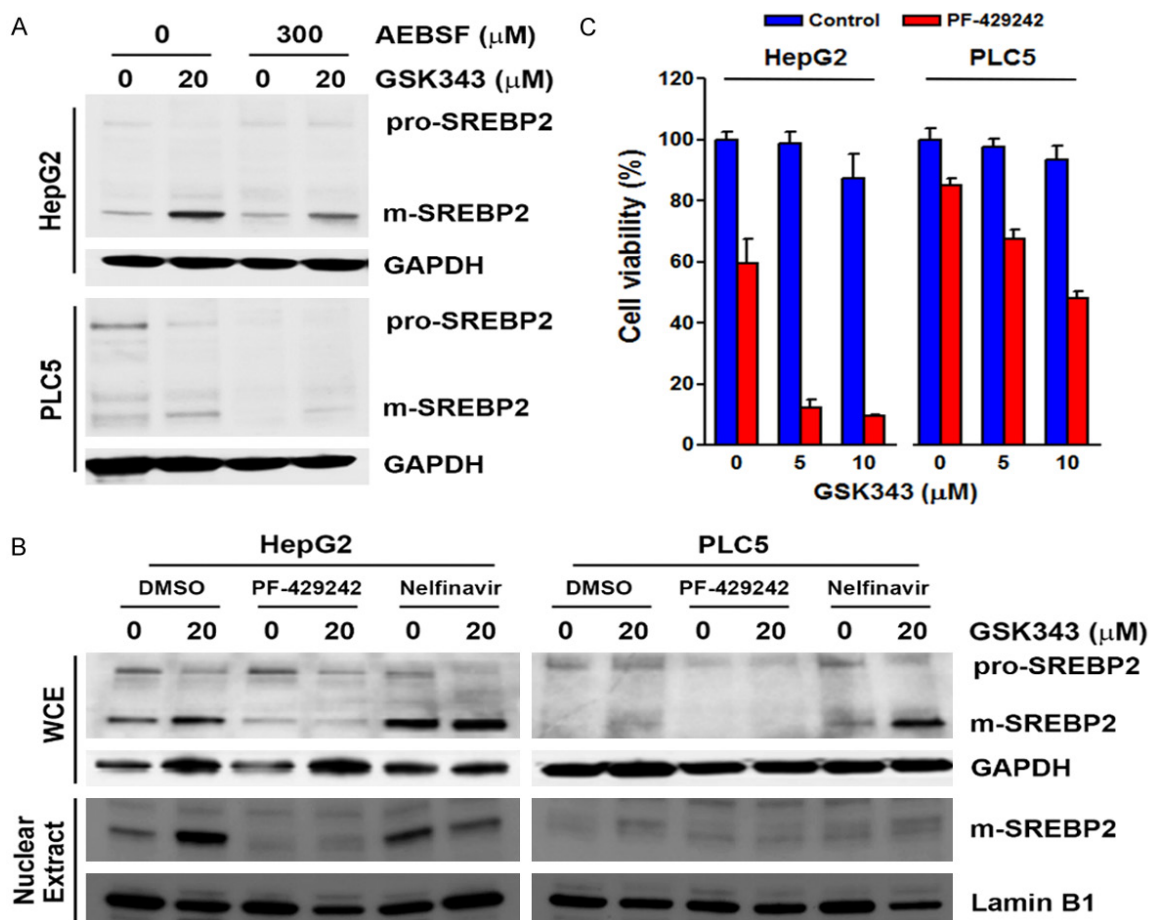 A
0 300 AEBSF (μM)
0 20 0 20 GSK343 (μM)
HepG2
pro-SREBP2
m-SREBP2
GAPDH
PLC5
pro-SREBP2
m-SREBP2
GAPDH
C
Control PF-429242
HepG2 PLC5
Cell viability (%)
120
100
80
60
40
20
0
0 5 10 0 5 10
GSK343 (μM)
B
HepG2 PLC5
DMSO PF-429242 Nelfinavir DMSO PF-429242 Nelfinavir
0 20 0 20 0 20 0 20 0 20 0 20 GSK343 (μM)
WCE
pro-SREBP2
m-SREBP2
GAPDH
Nuclear
Extract
m-SREBP2
Lamin B1